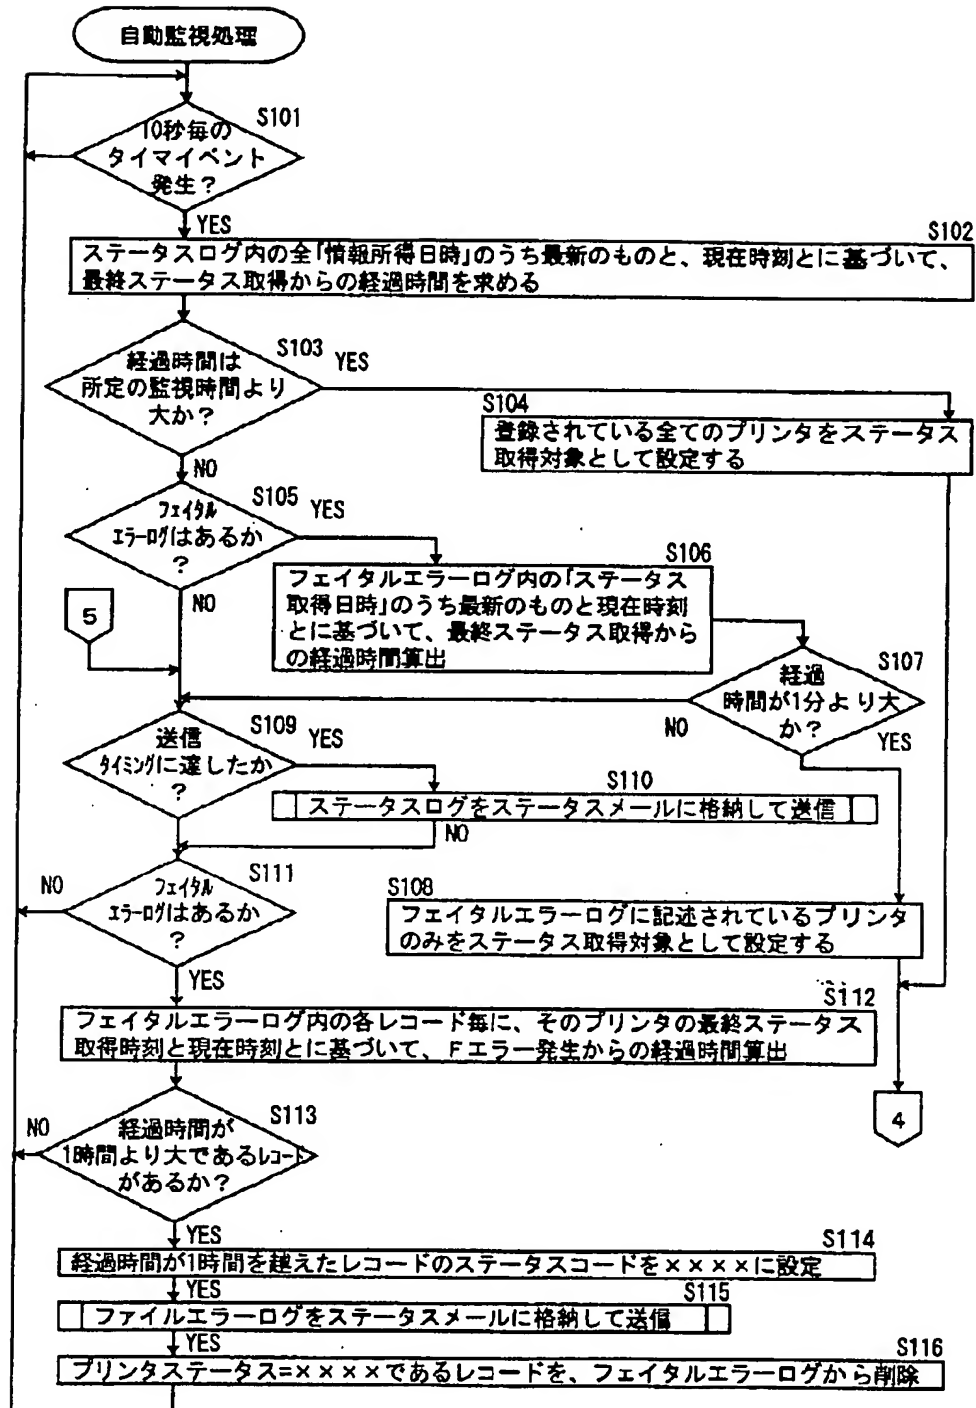 自動監視処理
S101
10秒毎の
タイマイベント
発生？
YES
S102
ステータスログ内の全「情報所得日時」のうち最新のものと、現在時刻とに基づいて、
最終ステータス取得からの経過時間を求める
S103
YES
経過時間は
所定の監視時間より
大か？
S104
登録されている全てのプリンタをステータス
取得対象として設定する
NO
S105
YES
フェイタル
エラーログはあるか
？
S106
フェイタルエラーログ内の「ステータス
取得日時」のうち最新のものと現在時刻
とに基づいて、最終ステータス取得から
の経過時間算出
NO
5
S107
経過
時間が1分より大
か？
NO
YES
S109
YES
送信
タイミングに達したか
？
S110
ステータスログをステータスメールに格納して送信
NO
S111
NO
フェイタル
エラーログはあるか
？
S108
フェイタルエラーログに記述されているプリンタ
のみをステータス取得対象として設定する
YES
S112
フェイタルエラーログ内の各レコード毎に、そのプリンタの最終ステータス
取得時刻と現在時刻とに基づいて、Fエラー発生からの経過時間算出
4
S113
NO
経過時間が
1時間より大であるレコード
があるか？
YES
S114
経過時間が1時間を越えたレコードのステータスコードを××××に設定
YES
S115
ファイルエラーログをステータスメールに格納して送信
YES
S116
プリンタステータス=××××であるレコードを、フェイタルエラーログから削除